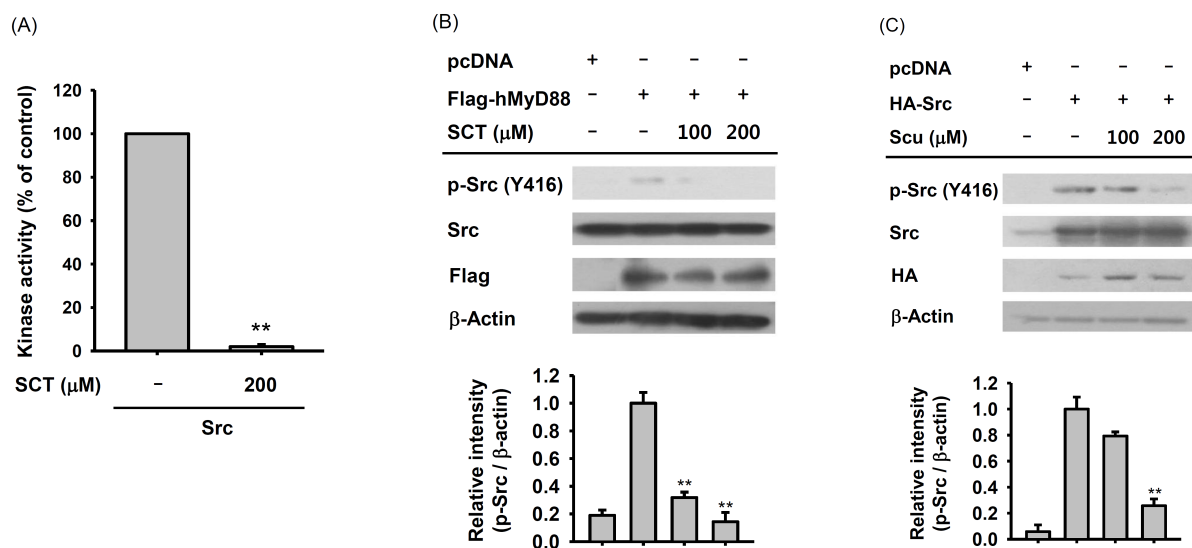 (A)
Kinase activity (% of control)
120
100
80
60
40
20
0
**
SCT (μM) – 200
Src
(B)
pcDNA + – – –
Flag-hMyD88 – + + +
SCT (μM) – – 100 200
p-Src (Y416)
Src
Flag
β-Actin
Relative intensity
(p-Src / β-actin)
1.2
1.0
0.8
0.6
0.4
0.2
0.0
**
**
(C)
pcDNA + – – –
HA-Src – + + +
Scu (μM) – – 100 200
p-Src (Y416)
Src
HA
β-Actin
Relative intensity
(p-Src / β-actin)
1.2
1.0
0.8
0.6
0.4
0.2
0.0
**